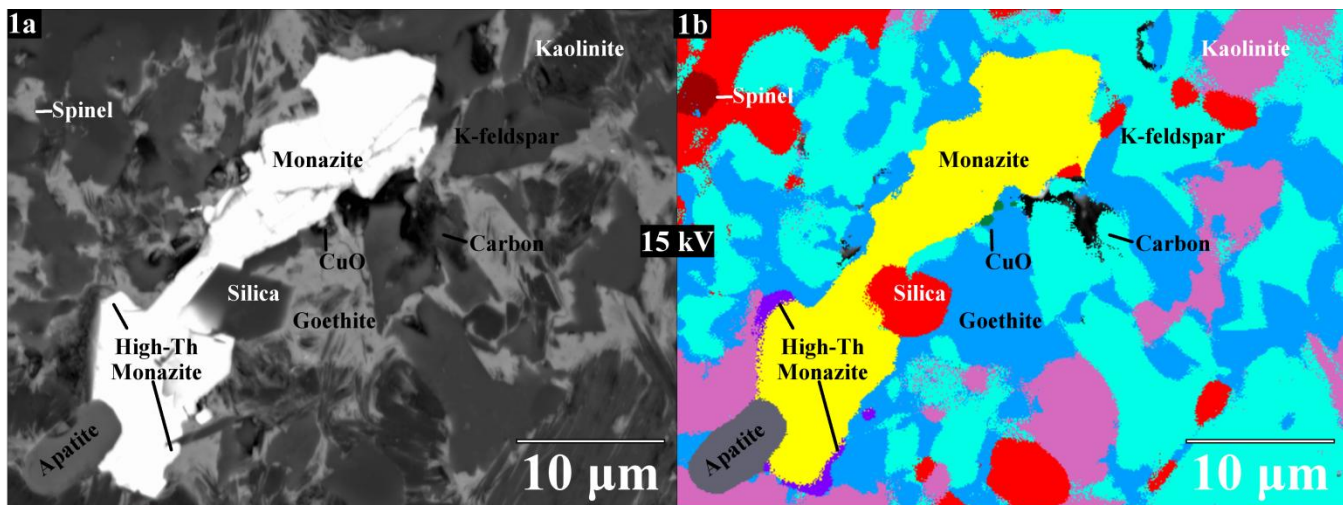 1a
Kaolinite
Spinel
K-feldspar
Monazite
Carbon
CuO
Silica
Goethite
High-Th
Monazite
Apatite
10 µm
15 kV
1b
Kaolinite
Spinel
K-feldspar
Monazite
Carbon
CuO
Silica
Goethite
High-Th
Monazite
Apatite
10 µm